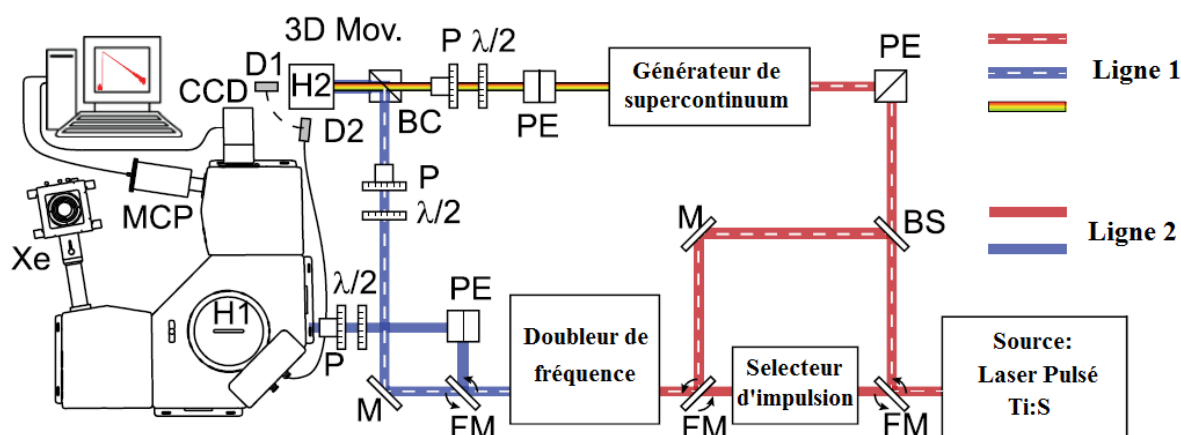 3D Mov.
P λ/2
PE
D1
H2
Générateur de
supercontinuum
Ligne 1
CCD
BC
PE
D2
P
λ/2
MCP
M
BS
Ligne 2
Xe
λ/2
PE
H1
P
Doubleur de
fréquence
Selecteur
d'impulsion
Source:
Laser Pulsé
Ti:S
M
FM
FM
FM